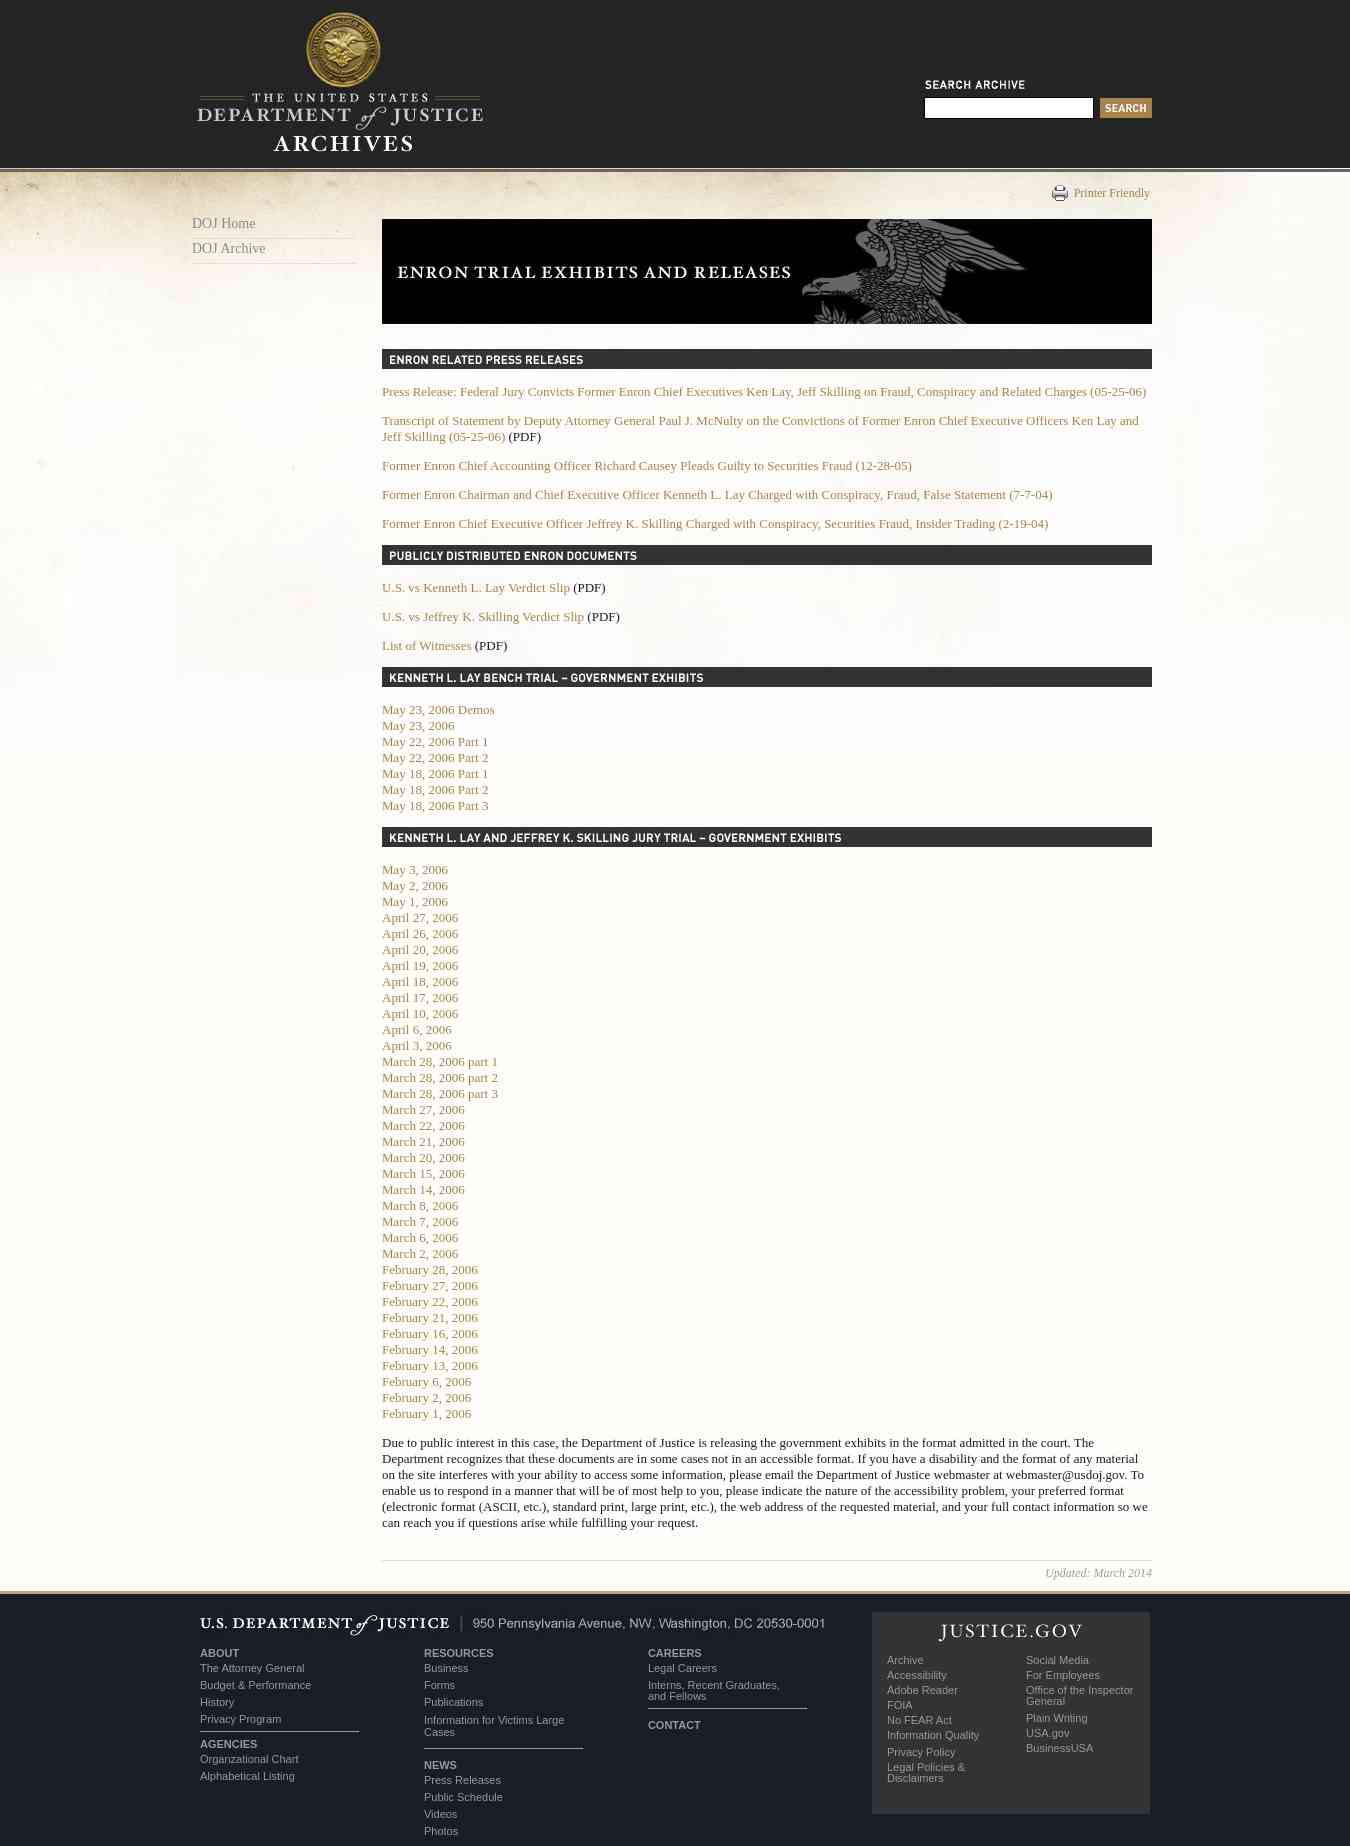 THE UNITED STATES
DEPARTMENT of JUSTICE
ARCHIVES
SEARCH ARCHIVE
SEARCH
Printer Friendly
DOJ Home
DOJ Archive
ENRON TRIAL EXHIBITS AND RELEASES
ENRON RELATED PRESS RELEASES
Press Release: Federal Jury Convicts Former Enron Chief Executives Ken Lay, Jeff Skilling on Fraud, Conspiracy and Related Charges (05-25-06)
Transcript of Statement by Deputy Attorney General Paul J. McNulty on the Convictions of Former Enron Chief Executive Officers Ken Lay and
Jeff Skilling (05-25-06) (PDF)
Former Enron Chief Accounting Officer Richard Causey Pleads Guilty to Securities Fraud (12-28-05)
Former Enron Chairman and Chief Executive Officer Kenneth L. Lay Charged with Conspiracy, Fraud, False Statement (7-7-04)
Former Enron Chief Executive Officer Jeffrey K. Skilling Charged with Conspiracy, Securities Fraud, Insider Trading (2-19-04)
PUBLICLY DISTRIBUTED ENRON DOCUMENTS
U.S. vs Kenneth L. Lay Verdict Slip (PDF)
U.S. vs Jeffrey K. Skilling Verdict Slip (PDF)
List of Witnesses (PDF)
KENNETH L. LAY BENCH TRIAL – GOVERNMENT EXHIBITS
May 23, 2006 Demos
May 23, 2006
May 22, 2006 Part 1
May 22, 2006 Part 2
May 18, 2006 Part 1
May 18, 2006 Part 2
May 18, 2006 Part 3
KENNETH L. LAY AND JEFFREY K. SKILLING JURY TRIAL – GOVERNMENT EXHIBITS
May 3, 2006
May 2, 2006
May 1, 2006
April 27, 2006
April 26, 2006
April 20, 2006
April 19, 2006
April 18, 2006
April 17, 2006
April 10, 2006
April 6, 2006
April 3, 2006
March 28, 2006 part 1
March 28, 2006 part 2
March 28, 2006 part 3
March 27, 2006
March 22, 2006
March 21, 2006
March 20, 2006
March 15, 2006
March 14, 2006
March 8, 2006
March 7, 2006
March 6, 2006
March 2, 2006
February 28, 2006
February 27, 2006
February 22, 2006
February 21, 2006
February 16, 2006
February 14, 2006
February 13, 2006
February 6, 2006
February 2, 2006
February 1, 2006
Due to public interest in this case, the Department of Justice is releasing the government exhibits in the format admitted in the court. The
Department recognizes that these documents are in some cases not in an accessible format. If you have a disability and the format of any material
on the site interferes with your ability to access some information, please email the Department of Justice webmaster at webmaster@usdoj.gov. To
enable us to respond in a manner that will be of most help to you, please indicate the nature of the accessibility problem, your preferred format
(electronic format (ASCII, etc.), standard print, large print, etc.), the web address of the requested material, and your full contact information so we
can reach you if questions arise while fulfilling your request.
Updated: March 2014
U.S. DEPARTMENT of JUSTICE | 950 Pennsylvania Avenue, NW, Washington, DC 20530-0001
ABOUT
The Attorney General
Budget & Performance
History
Privacy Program
AGENCIES
Organzational Chart
Alphabetical Listing
RESOURCES
Business
Forms
Publications
Information for Victims Large
Cases
NEWS
Press Releases
Public Schedule
Videos
Photos
CAREERS
Legal Careers
Interns, Recent Graduates,
and Fellows
CONTACT
JUSTICE.GOV
Archive
Accessibility
Adobe Reader
FOIA
No FEAR Act
Information Quality
Privacy Policy
Legal Policies &
Disclaimers
Social Media
For Employees
Office of the Inspector
General
Plain Writing
USA.gov
BusinessUSA